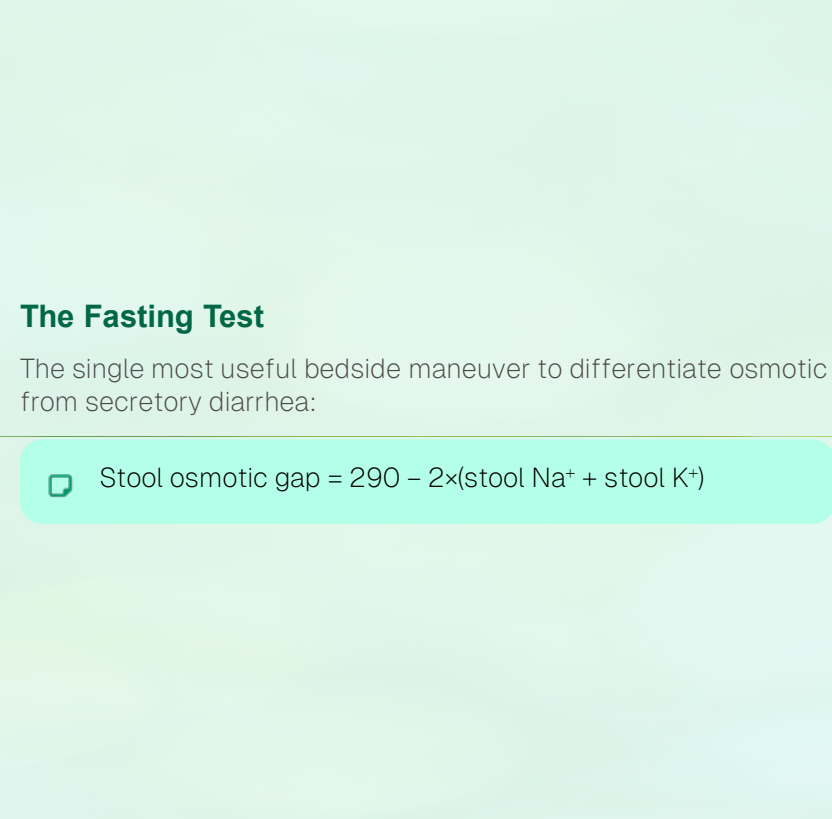 The Fasting Test
The single most useful bedside maneuver to differentiate osmotic
from secretory diarrhea:
Stool osmotic gap = 290 – 2×(stool Na⁺ + stool K⁺)